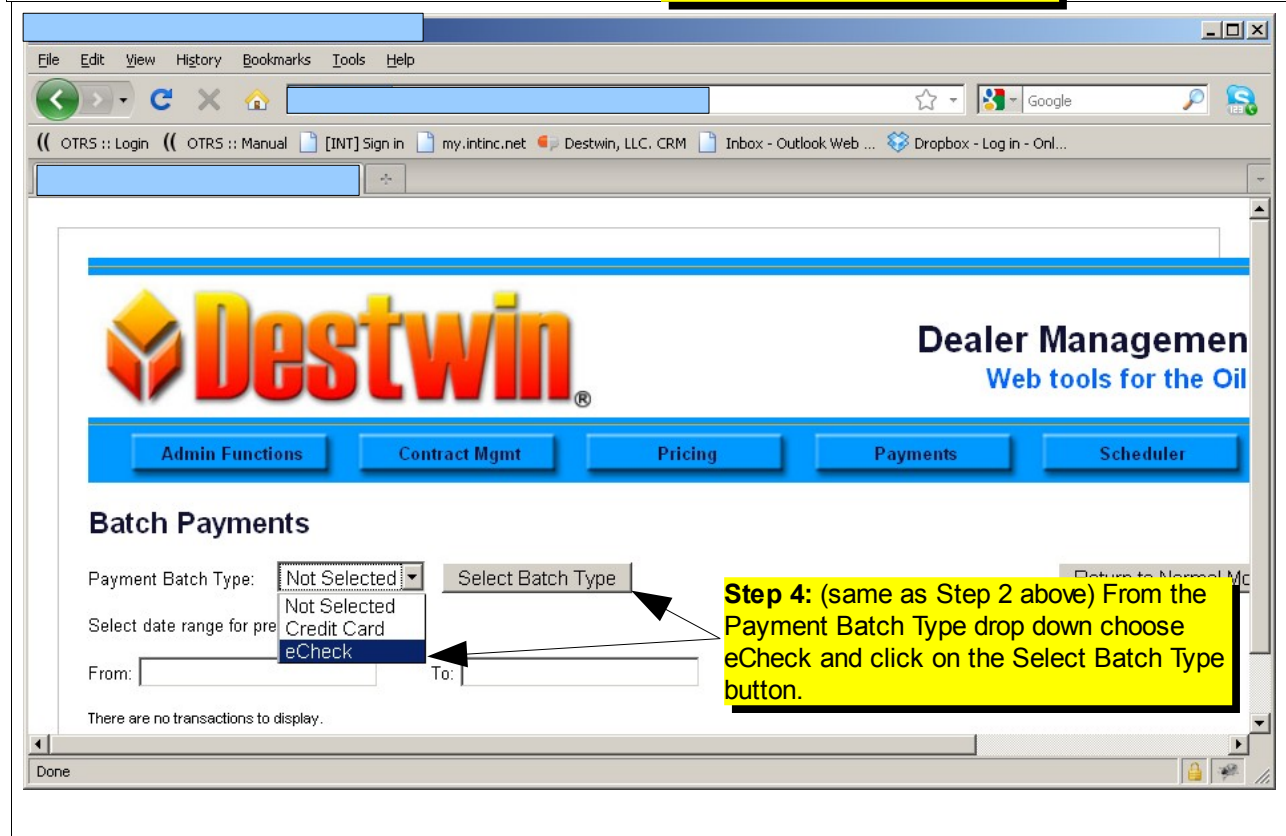 File Edit View History Bookmarks Tools Help
Google
OTRS :: Login OTRS :: Manual [INT] Sign in my.intinc.net Destwin, LLC. CRM Inbox - Outlook Web ... Dropbox - Log in - Onl...
Destwin®
Dealer Managemen
Web tools for the Oil
Admin Functions Contract Mgmt Pricing Payments Scheduler
Batch Payments
Payment Batch Type: Not Selected Select Batch Type
Not Selected
Credit Card
eCheck
Select date range for pre
From: To:
There are no transactions to display.
Step 4: (same as Step 2 above) From the
Payment Batch Type drop down choose
eCheck and click on the Select Batch Type
button.
Done